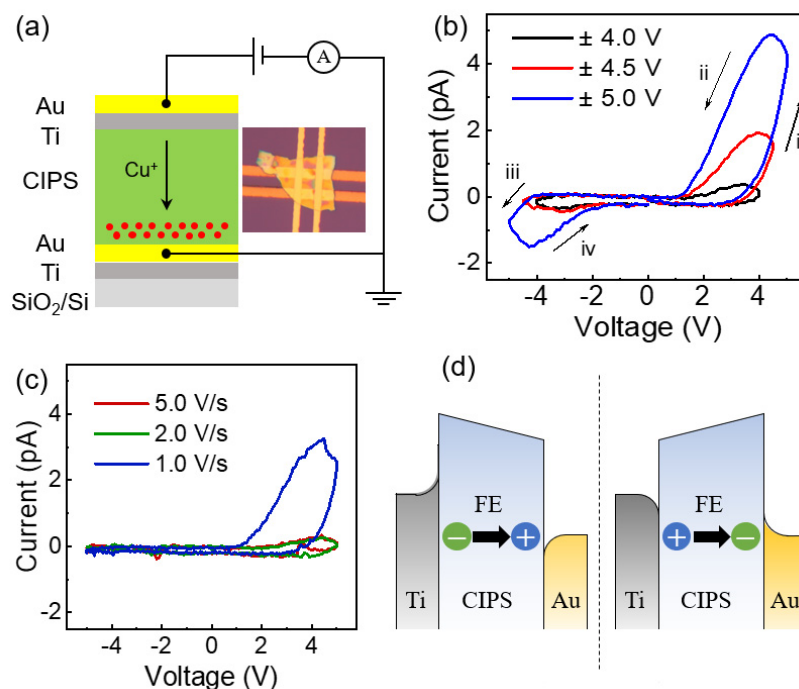 (a)
A
Au
Ti
CIPS
Cu⁺
Au
Ti
SiO₂/Si
(b)
Current (pA)
4
2
0
-2
± 4.0 V
± 4.5 V
± 5.0 V
i
ii
iii
iv
-4 -2 0 2 4
Voltage (V)
(c)
Current (pA)
4
2
0
-2
5.0 V/s
2.0 V/s
1.0 V/s
-4 -2 0 2 4
Voltage (V)
(d)
FE
− +
Ti CIPS Au
FE
+ −
Ti CIPS Au